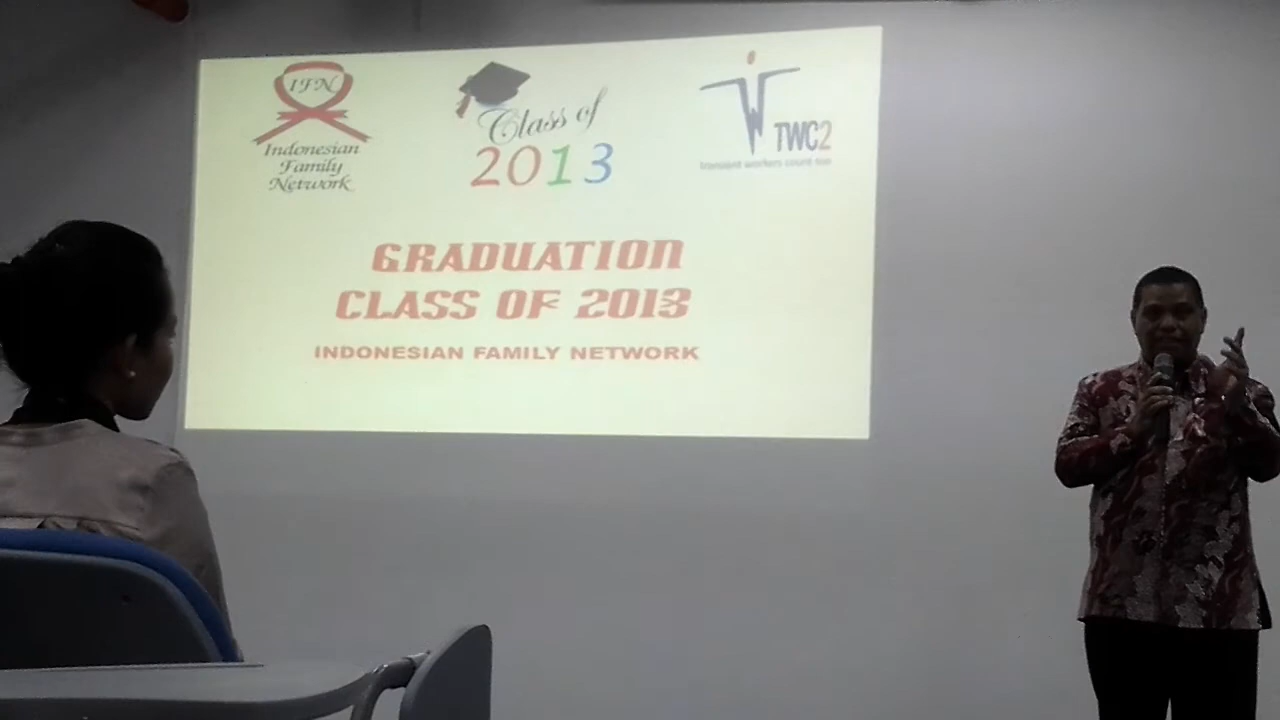 IFN
Indonesian
Family
Network
Class of
2013
TWC2
transient workers count too
GRADUATION
CLASS OF 2013
INDONESIAN FAMILY NETWORK